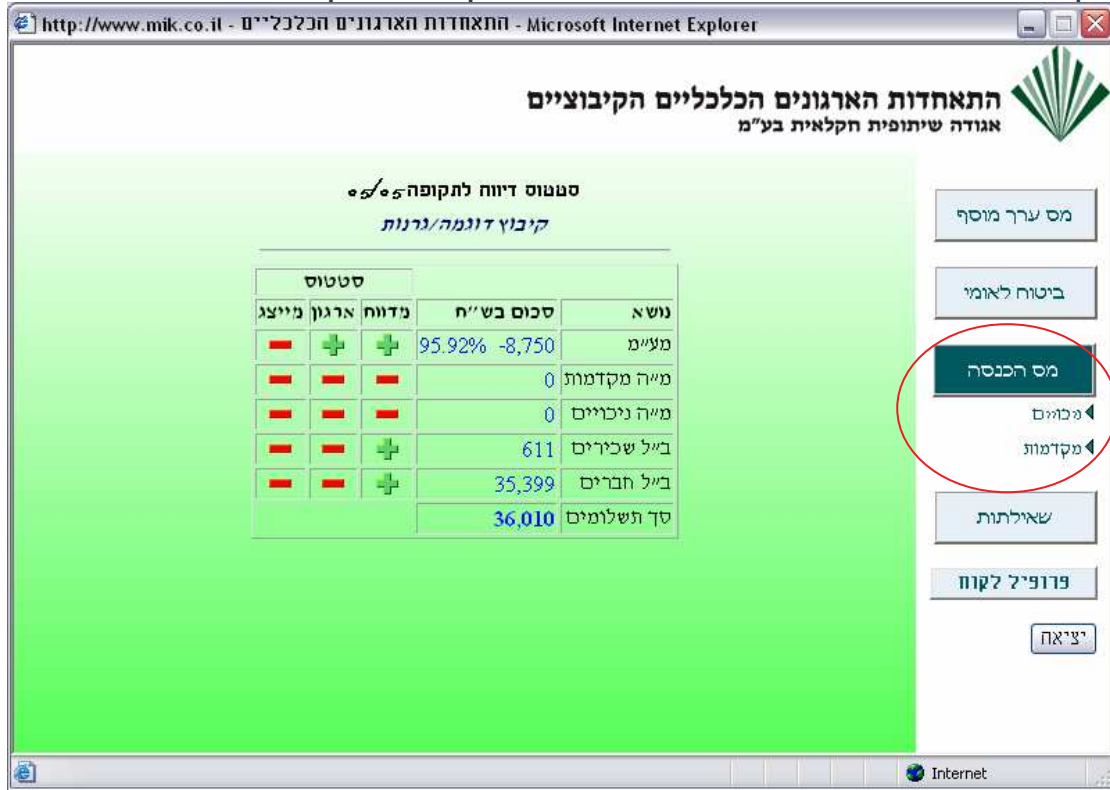 http://www.mik.co.il - התאחדות הארגונים הכלכליים - Microsoft Internet Explorer
התאחדות הארגונים הכלכליים הקיבוציים
אגודה שיתופית חקלאית בע"מ
סטטוס דיווח לתקופה 05/05
קיבוץ דוגמה/גרנות
סטטוס
נושא סכום בש''ח מדווח ארגון מייצג
מע"מ 95.92% -8,750
מ"ה מקדמות 0
מ"ה ניכויים 0
ב"ל שכירים 611
ב"ל חברים 35,399
סך תשלומים 36,010
מס ערך מוסף
ביטוח לאומי
מס הכנסה
ניכויים
מקדמות
שאילתות
פרופיל לקוח
יציאה
Internet